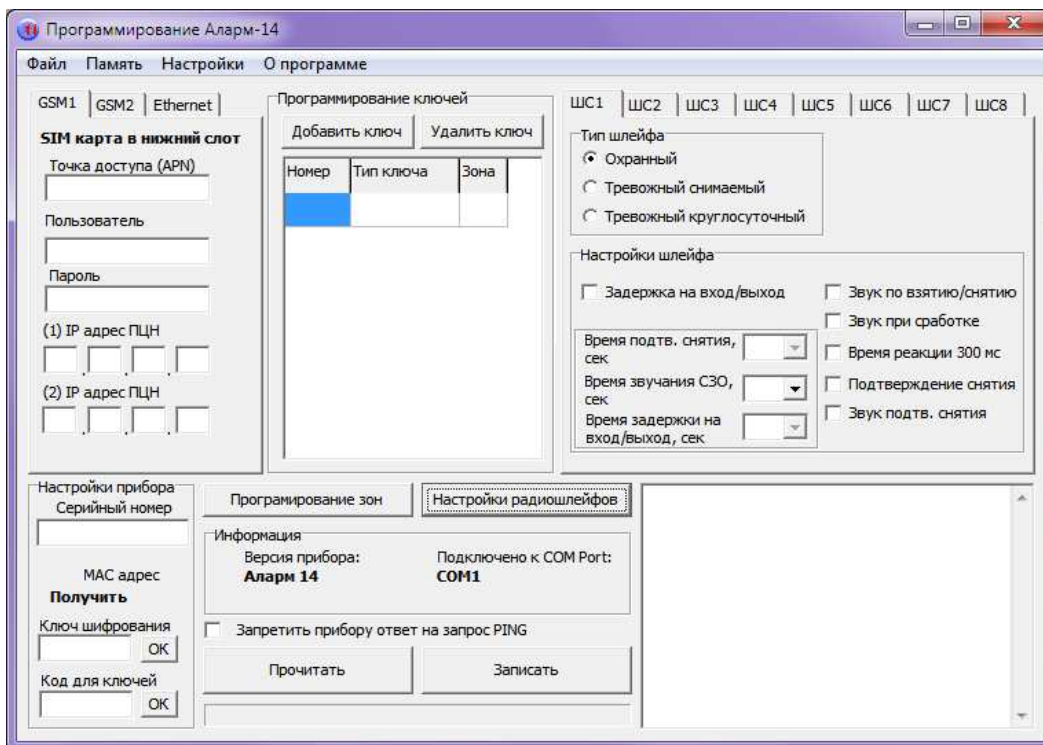 Программирование Аларм-14
Файл Память Настройки О программе
GSM1 GSM2 Ethernet
SIM карта в нижний слот
Точка доступа (APN)
Пользователь
Пароль
(1) IP адрес ПЦН
. . .
(2) IP адрес ПЦН
. . .
Программирование ключей
Добавить ключ Удалить ключ
Номер Тип ключа Зона
ШС1 ШС2 ШС3 ШС4 ШС5 ШС6 ШС7 ШС8
Тип шлейфа
Охранный
Тревожный снимаемый
Тревожный круглосуточный
Настройки шлейфа
Задержка на вход/выход
Время подтв. снятия,
сек
Время звучания СЗО,
сек
Время задержки на
вход/выход, сек
Звук по взятию/снятию
Звук при сработке
Время реакции 300 мс
Подтверждение снятия
Звук подтв. снятия
Настройки прибора
Серийный номер
MAC адрес
Получить
Ключ шифрования
OK
Код для ключей
OK
Програмирование зон
Настройки радиошлейфов
Информация
Версия прибора:
Аларм 14
Подключено к COM Port:
COM1
Запретить прибору ответ на запрос PING
Прочитать
Записать